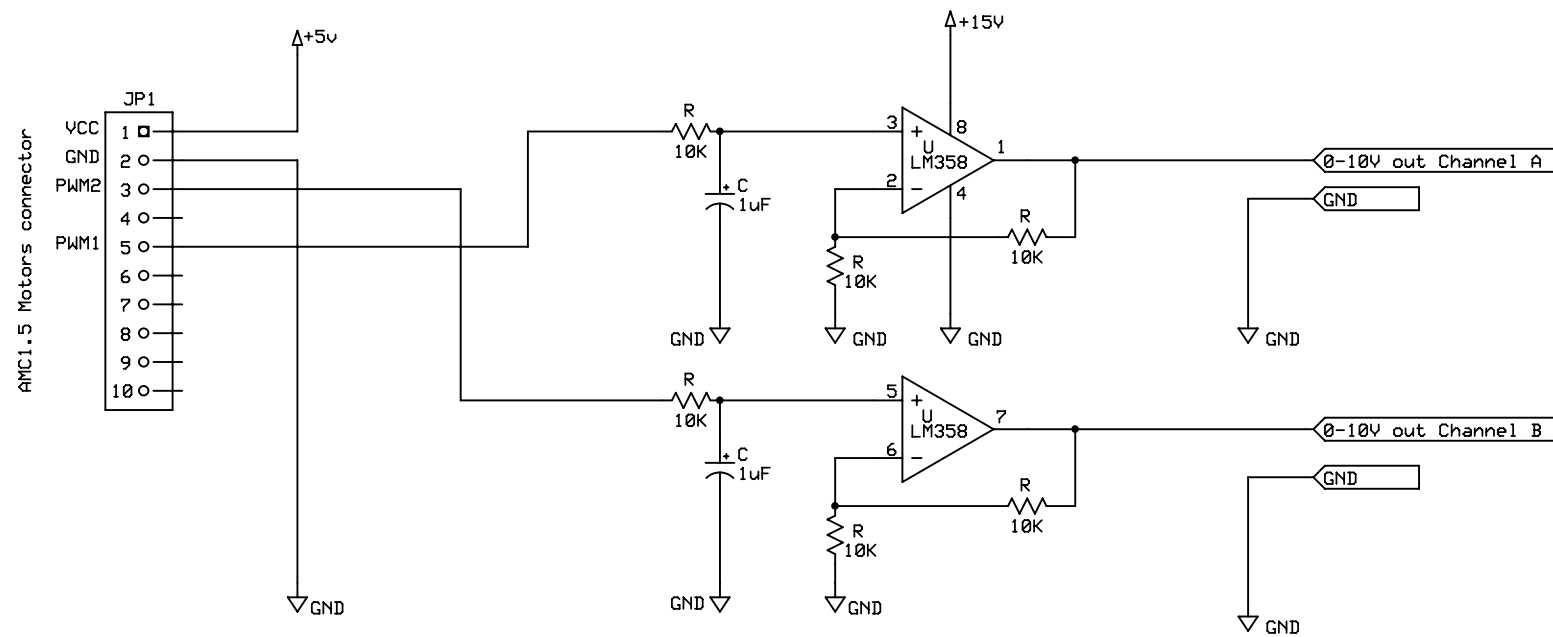 +5v
+15V
JP1
AMC1.5 Motors connector
VCC
1
GND
2
PWM2
3
4
PWM1
5
6
7
8
9
10
GND
R
10K
+
C
1uF
GND
3
+
8
U
LM358
1
2
−
4
R
10K
R
10K
GND
GND
0-10V out Channel A
GND
GND
R
10K
+
C
1uF
GND
5
+
U
LM358
7
6
−
R
10K
R
10K
GND
0-10V out Channel B
GND
GND